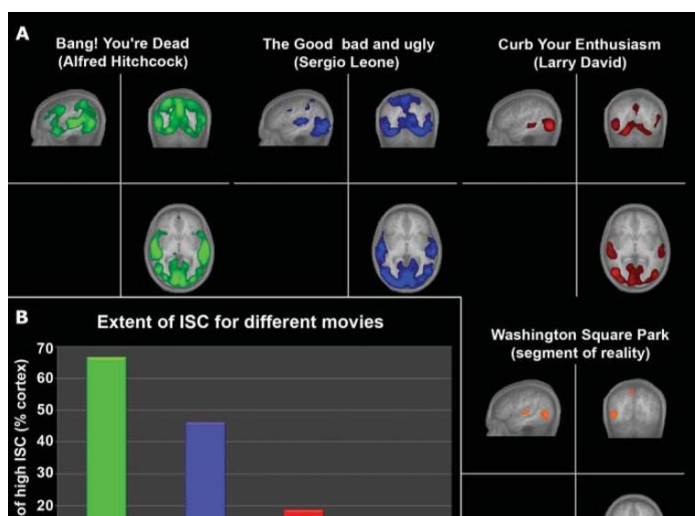 A
Bang! You're Dead
(Alfred Hitchcock)
The Good bad and ugly
(Sergio Leone)
Curb Your Enthusiasm
(Larry David)
B
Extent of ISC for different movies
of high ISC (% cortex)
70
60
50
40
30
20
Washington Square Park
(segment of reality)